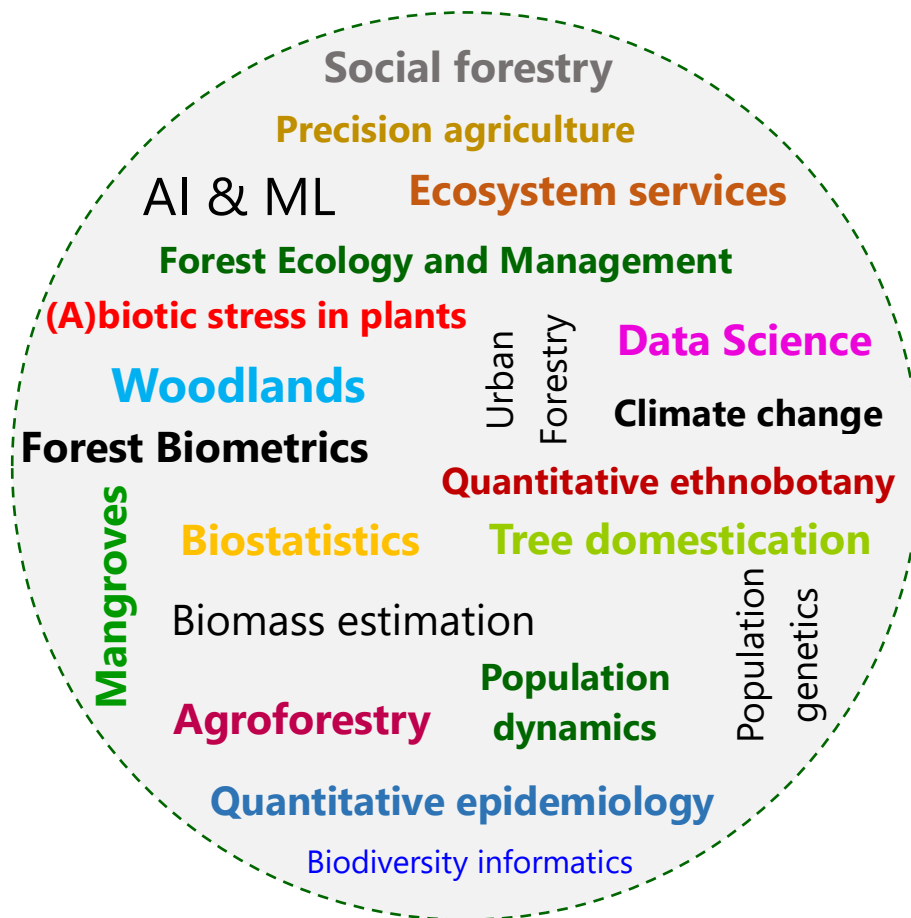 Social forestry
Precision agriculture
AI & ML
Ecosystem services
Forest Ecology and Management
(A)biotic stress in plants
Urban
Forestry
Data Science
Woodlands
Climate change
Forest Biometrics
Quantitative ethnobotany
Mangroves
Biostatistics
Tree domestication
Biomass estimation
Population
genetics
Population
dynamics
Agroforestry
Quantitative epidemiology
Biodiversity informatics